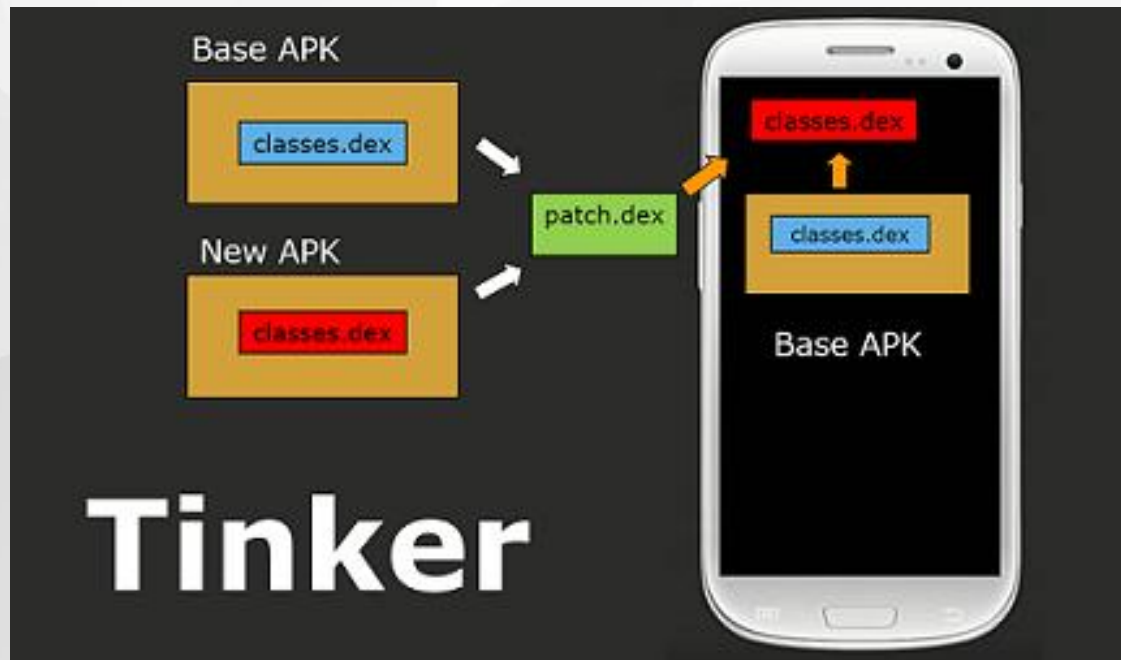 Base APK
classes.dex
New APK
classes.dex
patch.dex
Tinker
classes.dex
classes.dex
Base APK